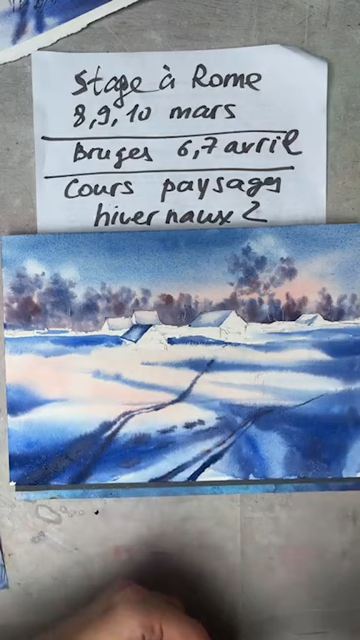 Stage à Rome
8,9,10 mars
Bruges 6,7 avril
Cours paysages
hivernaux 2